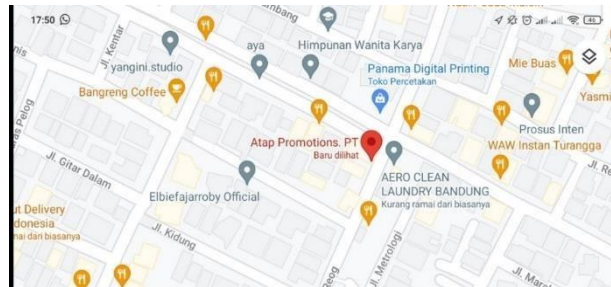 17:50
Jl. Kentar
yangini.studio
aya
Himpunan Wanita Karya
Bangreng Coffee
Panama Digital Printing
Toko Percetakan
Mie Buas
Yasmi
Prosus Inten
WAW Instan Turangga
Atap Promotions. PT
Baru dilihat
Jl. Gitar Dalam
Elbiefajarroby Official
AERO CLEAN
LAUNDRY BANDUNG
Kurang ramai dari biasanya
ut Delivery
donesia
mai dari biasanya
Jl. Kidung
Reog
Jl. Metrologi